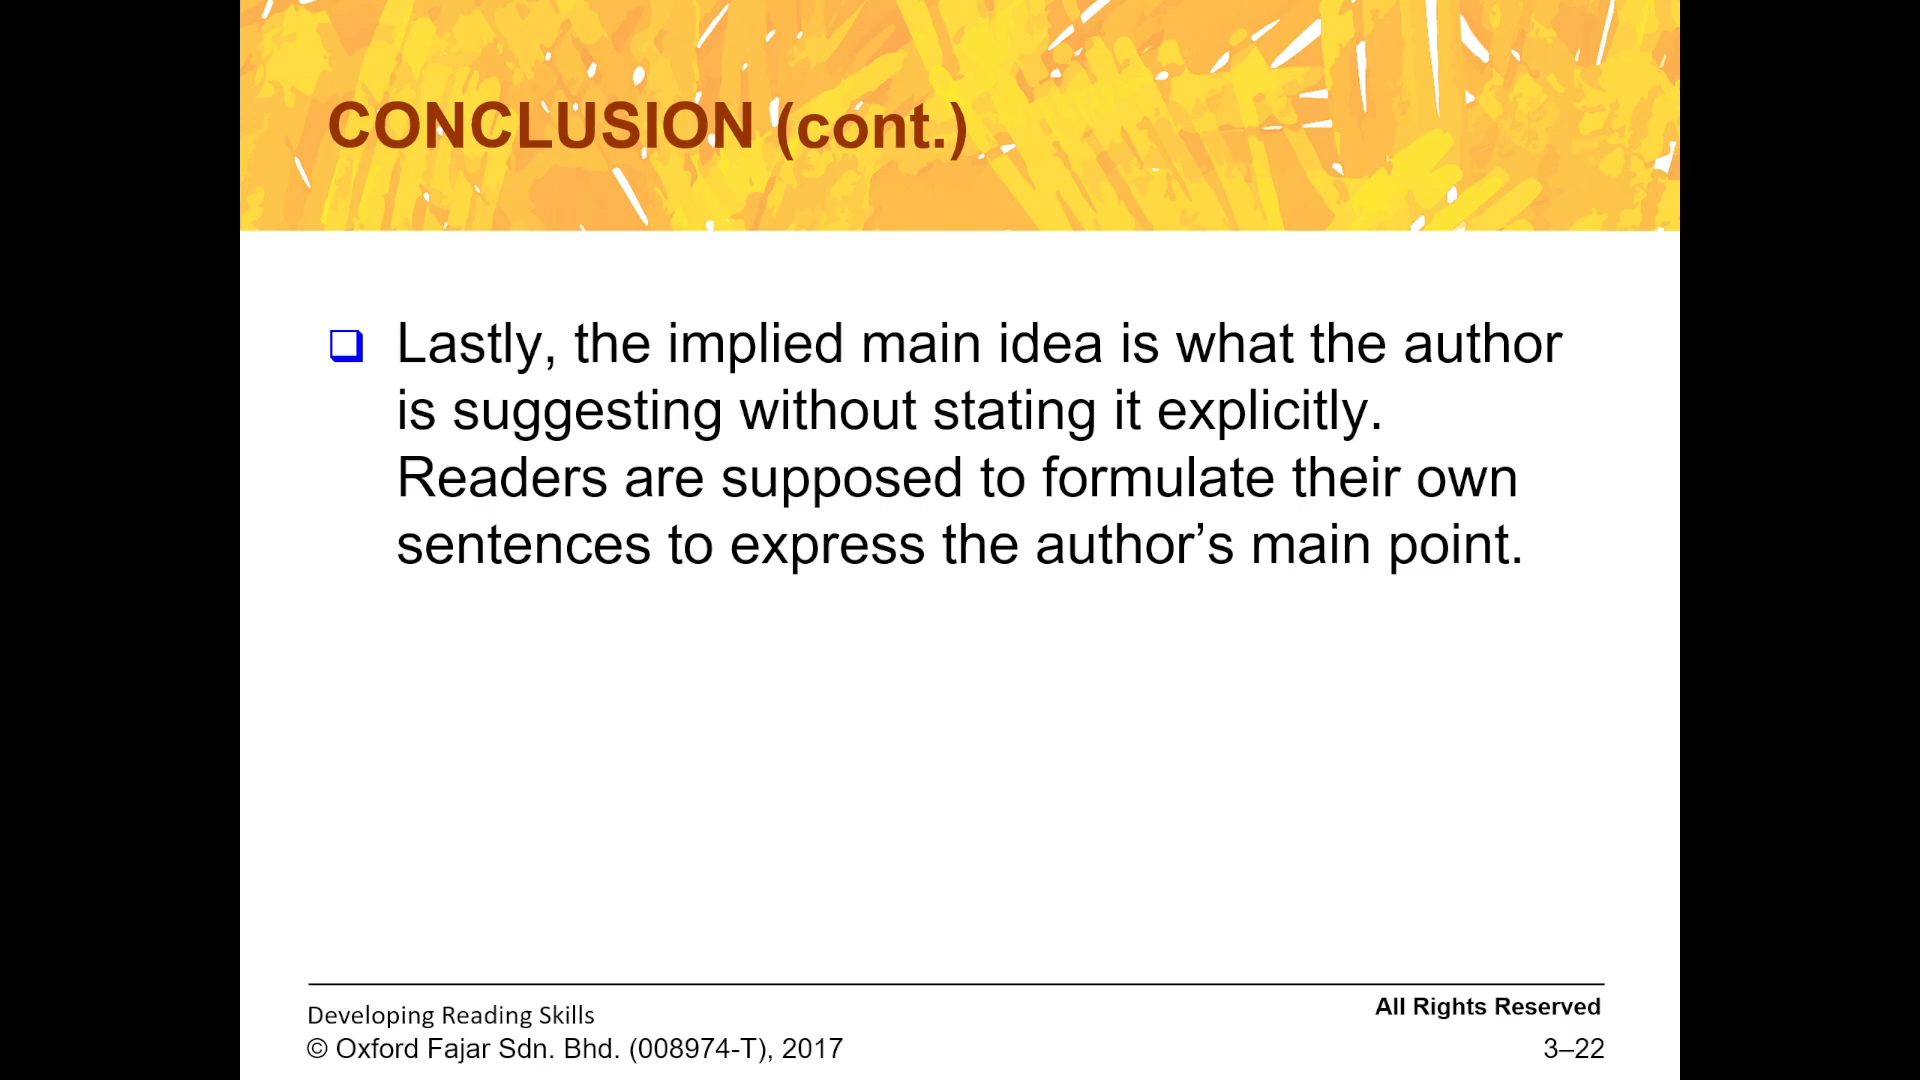 CONCLUSION (cont.)
Lastly, the implied main idea is what the author
is suggesting without stating it explicitly.
Readers are supposed to formulate their own
sentences to express the author’s main point.
Developing Reading Skills
All Rights Reserved
© Oxford Fajar Sdn. Bhd. (008974-T), 2017
3–22